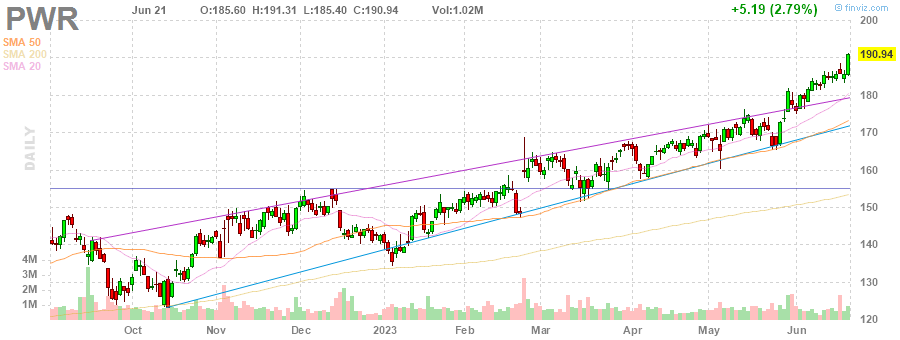 PWR Jun 21 O:185.60 H:191.31 L:185.40 C:190.94 Vol:1.02M +5.19 (2.79%) © finviz.com
SMA 50
SMA 200
SMA 20
DAILY
200
190.94
180
170
160
150
140
130
120
4M
3M
2M
1M
Oct Nov Dec 2023 Feb Mar Apr May Jun